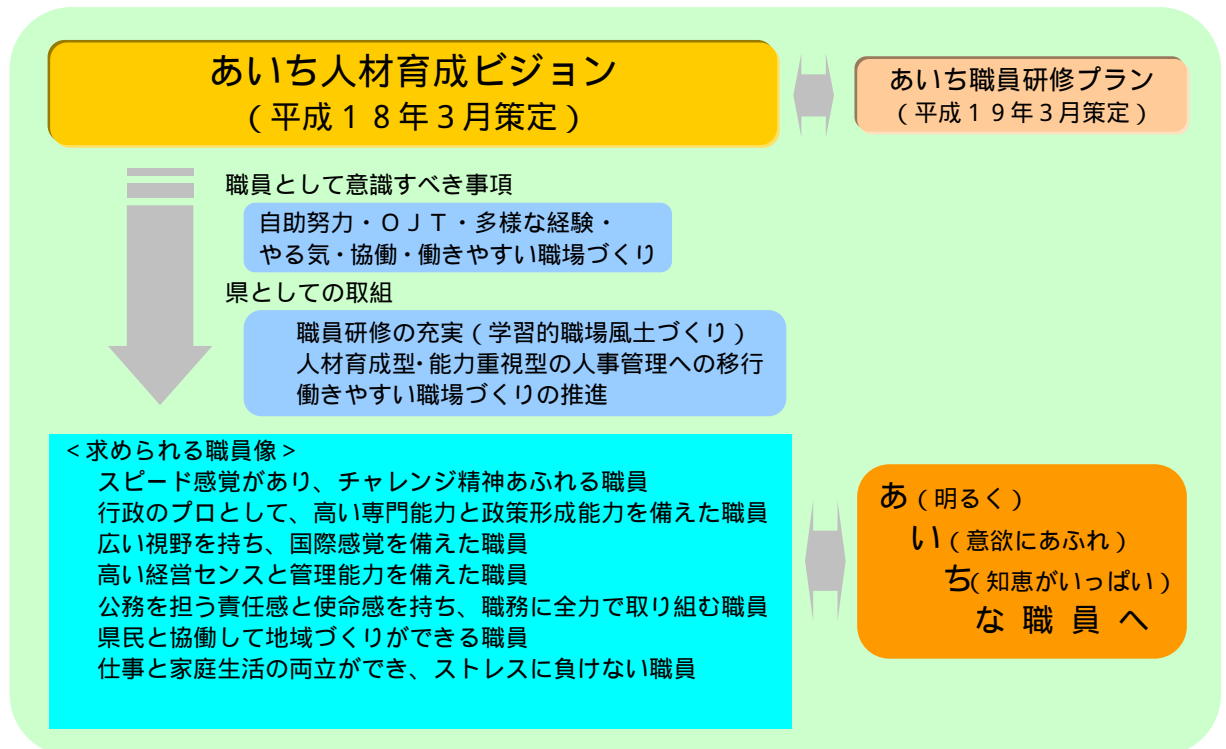 あいち人材育成ビジョン
(平成18年3月策定)
あいち職員研修プラン
(平成19年3月策定)
職員として意識すべき事項
自助努力・OJT・多様な経験・
やる気・協働・働きやすい職場づくり
県としての取組
職員研修の充実(学習的職場風土づくり)
人材育成型・能力重視型の人事管理への移行
働きやすい職場づくりの推進
<求められる職員像>
スピード感覚があり、チャレンジ精神あふれる職員
行政のプロとして、高い専門能力と政策形成能力を備えた職員
広い視野を持ち、国際感覚を備えた職員
高い経営センスと管理能力を備えた職員
公務を担う責任感と使命感を持ち、職務に全力で取り組む職員
県民と協働して地域づくりができる職員
仕事と家庭生活の両立ができ、ストレスに負けない職員
あ(明るく)
い(意欲にあふれ)
ち(知恵がいっぱい)
な職員へ